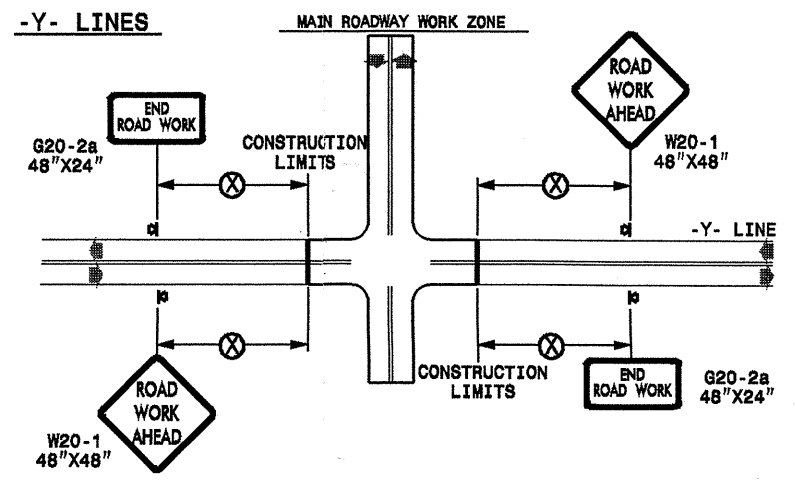 -Y- LINES
MAIN ROADWAY WORK ZONE
END
ROAD WORK
G20-2a
48"X24"
CONSTRUCTION
LIMITS
X
X
ROAD
WORK
AHEAD
W20-1
48"X48"
-Y- LINE
X
X
ROAD
WORK
AHEAD
W20-1
48"X48"
CONSTRUCTION
LIMITS
END
ROAD WORK
G20-2a
48"X24"